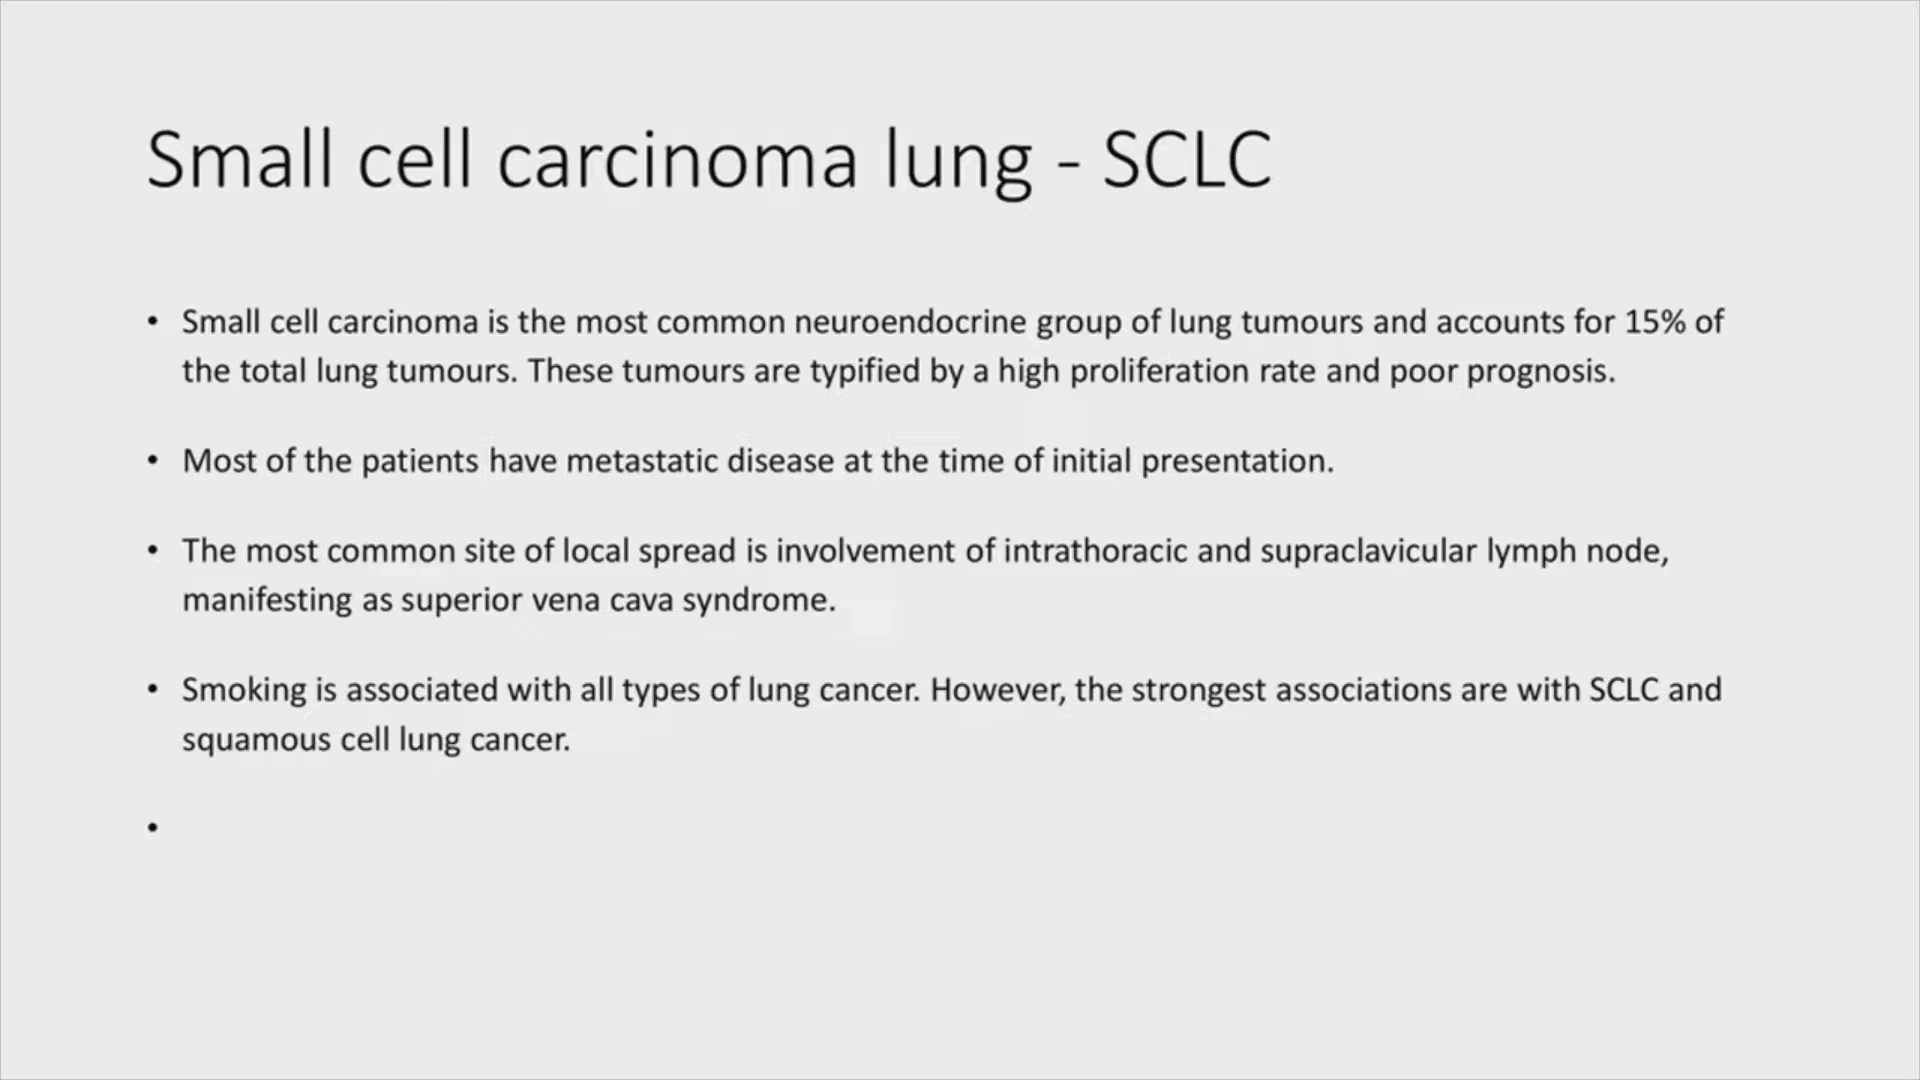 Small cell carcinoma lung - SCLC
• Small cell carcinoma is the most common neuroendocrine group of lung tumours and accounts for 15% of
the total lung tumours. These tumours are typified by a high proliferation rate and poor prognosis.
• Most of the patients have metastatic disease at the time of initial presentation.
• The most common site of local spread is involvement of intrathoracic and supraclavicular lymph node,
manifesting as superior vena cava syndrome.
• Smoking is associated with all types of lung cancer. However, the strongest associations are with SCLC and
squamous cell lung cancer.
•